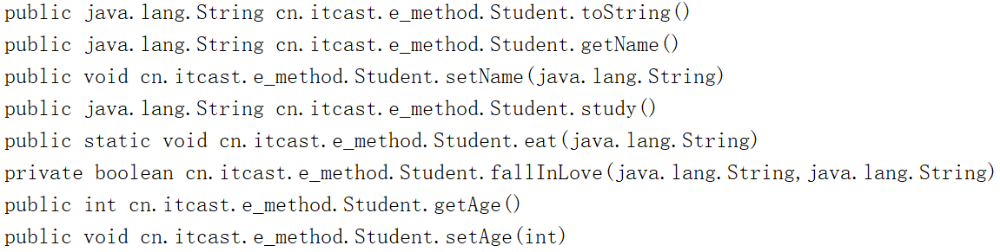 public java.lang.String cn.itcast.e_method.Student.toString()
public java.lang.String cn.itcast.e_method.Student.getName()
public void cn.itcast.e_method.Student.setName(java.lang.String)
public java.lang.String cn.itcast.e_method.Student.study()
public static void cn.itcast.e_method.Student.eat(java.lang.String)
private boolean cn.itcast.e_method.Student.fallInLove(java.lang.String,java.lang.String)
public int cn.itcast.e_method.Student.getAge()
public void cn.itcast.e_method.Student.setAge(int)